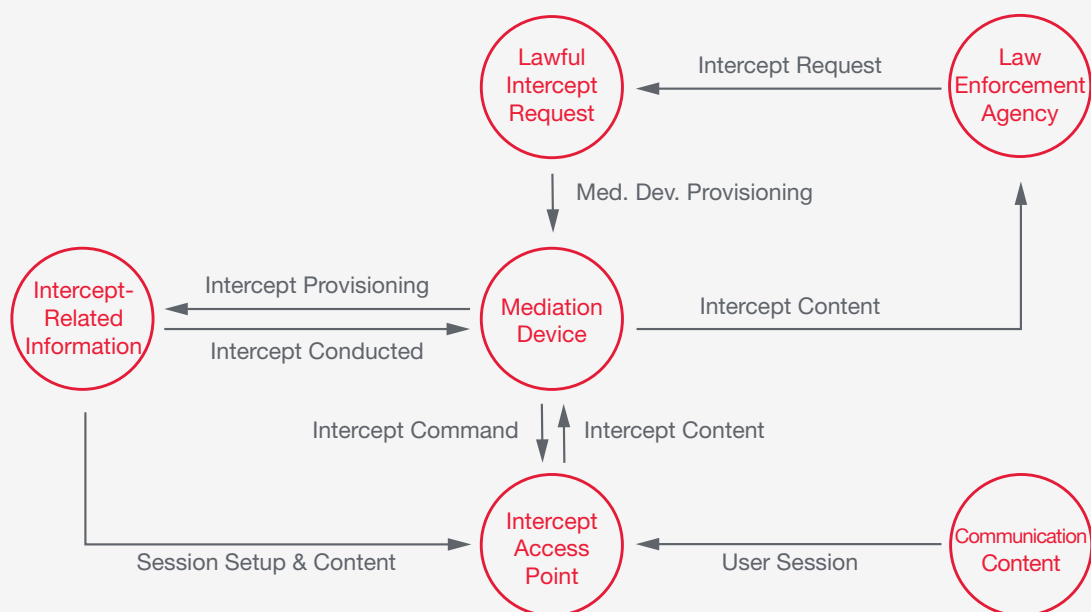 Lawful
Intercept
Request
Intercept Request
Law
Enforcement
Agency
Med. Dev. Provisioning
Intercept-
Related
Information
Intercept Provisioning
Intercept Conducted
Mediation
Device
Intercept Content
Intercept Command
Intercept Content
Session Setup & Content
Intercept
Access
Point
User Session
Communication
Content